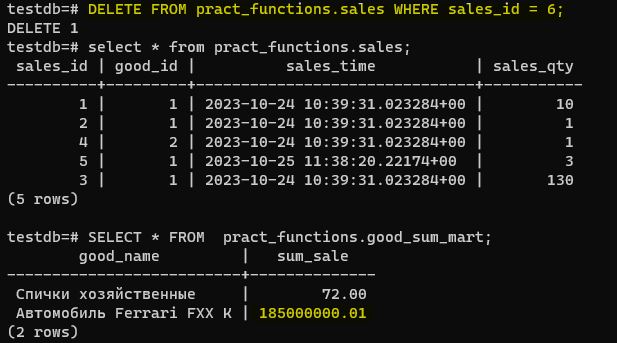 testdb=# DELETE FROM pract_functions.sales WHERE sales_id = 6;
DELETE 1
testdb=# select * from pract_functions.sales;
 sales_id | good_id |          sales_time           | sales_qty
----------+---------+-------------------------------+-----------
        1 |       1 | 2023-10-24 10:39:31.023284+00 |        10
        2 |       1 | 2023-10-24 10:39:31.023284+00 |         1
        4 |       2 | 2023-10-24 10:39:31.023284+00 |         1
        5 |       1 | 2023-10-25 11:38:20.22174+00  |         3
        3 |       1 | 2023-10-24 10:39:31.023284+00 |       130
(5 rows)
testdb=# SELECT * FROM  pract_functions.good_sum_mart;
        good_name         |   sum_sale
--------------------------+--------------
 Спички хозяйственные     |        72.00
 Автомобиль Ferrari FXX K | 185000000.01
(2 rows)